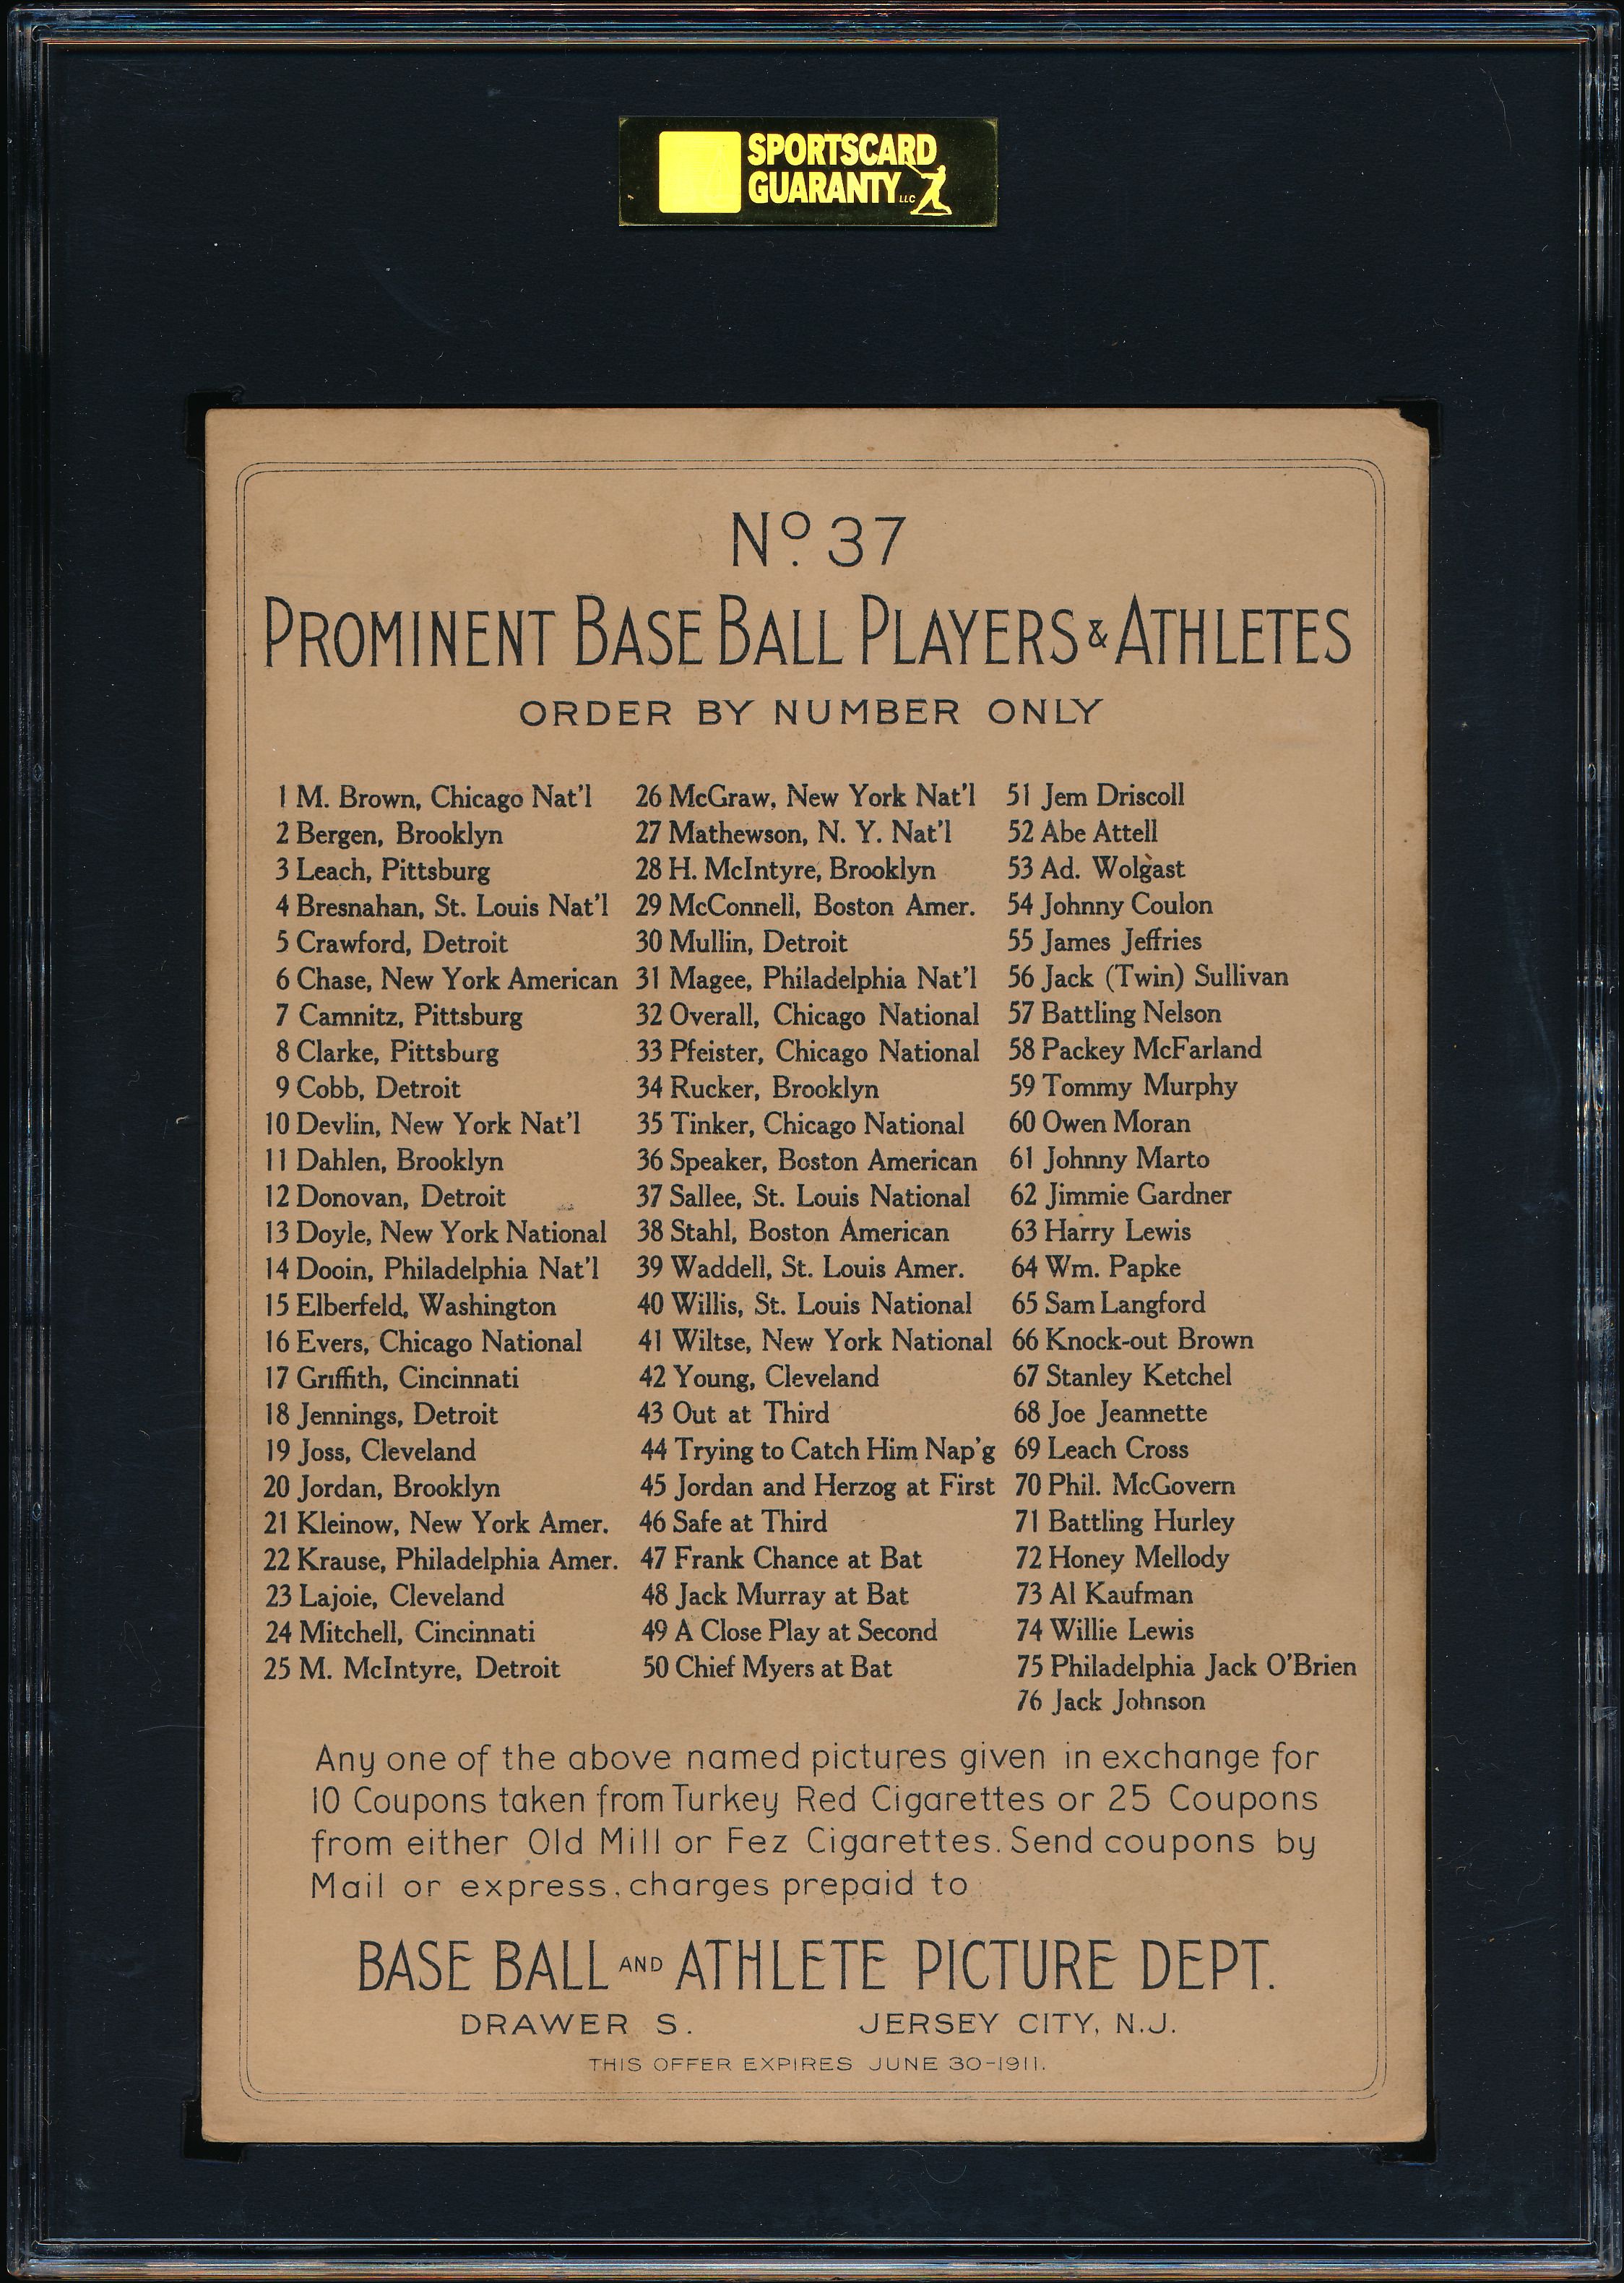 SPORTSCARD
GUARANTY LLC
No. 37
PROMINENT BASE BALL PLAYERS & ATHLETES
ORDER BY NUMBER ONLY
1 M. Brown, Chicago Nat'l
2 Bergen, Brooklyn
3 Leach, Pittsburg
4 Bresnahan, St. Louis Nat'l
5 Crawford, Detroit
6 Chase, New York American
7 Camnitz, Pittsburg
8 Clarke, Pittsburg
9 Cobb, Detroit
10 Devlin, New York Nat'l
11 Dahlen, Brooklyn
12 Donovan, Detroit
13 Doyle, New York National
14 Dooin, Philadelphia Nat'l
15 Elberfeld, Washington
16 Evers, Chicago National
17 Griffith, Cincinnati
18 Jennings, Detroit
19 Joss, Cleveland
20 Jordan, Brooklyn
21 Kleinow, New York Amer.
22 Krause, Philadelphia Amer.
23 Lajoie, Cleveland
24 Mitchell, Cincinnati
25 M. McIntyre, Detroit
26 McGraw, New York Nat'l
27 Mathewson, N. Y. Nat'l
28 H. McIntyre, Brooklyn
29 McConnell, Boston Amer.
30 Mullin, Detroit
31 Magee, Philadelphia Nat'l
32 Overall, Chicago National
33 Pfeister, Chicago National
34 Rucker, Brooklyn
35 Tinker, Chicago National
36 Speaker, Boston American
37 Sallee, St. Louis National
38 Stahl, Boston American
39 Waddell, St. Louis Amer.
40 Willis, St. Louis National
41 Wiltse, New York National
42 Young, Cleveland
43 Out at Third
44 Trying to Catch Him Nap'g
45 Jordan and Herzog at First
46 Safe at Third
47 Frank Chance at Bat
48 Jack Murray at Bat
49 A Close Play at Second
50 Chief Myers at Bat
51 Jem Driscoll
52 Abe Attell
53 Ad. Wolgast
54 Johnny Coulon
55 James Jeffries
56 Jack (Twin) Sullivan
57 Battling Nelson
58 Packey McFarland
59 Tommy Murphy
60 Owen Moran
61 Johnny Marto
62 Jimmie Gardner
63 Harry Lewis
64 Wm. Papke
65 Sam Langford
66 Knock-out Brown
67 Stanley Ketchel
68 Joe Jeannette
69 Leach Cross
70 Phil. McGovern
71 Battling Hurley
72 Honey Mellody
73 Al Kaufman
74 Willie Lewis
75 Philadelphia Jack O'Brien
76 Jack Johnson
Any one of the above named pictures given in exchange for
10 Coupons taken from Turkey Red Cigarettes or 25 Coupons
from either Old Mill or Fez Cigarettes. Send coupons by
Mail or express, charges prepaid to
BASE BALL AND ATHLETE PICTURE DEPT.
DRAWER S. JERSEY CITY, N.J.
THIS OFFER EXPIRES JUNE 30-1911.